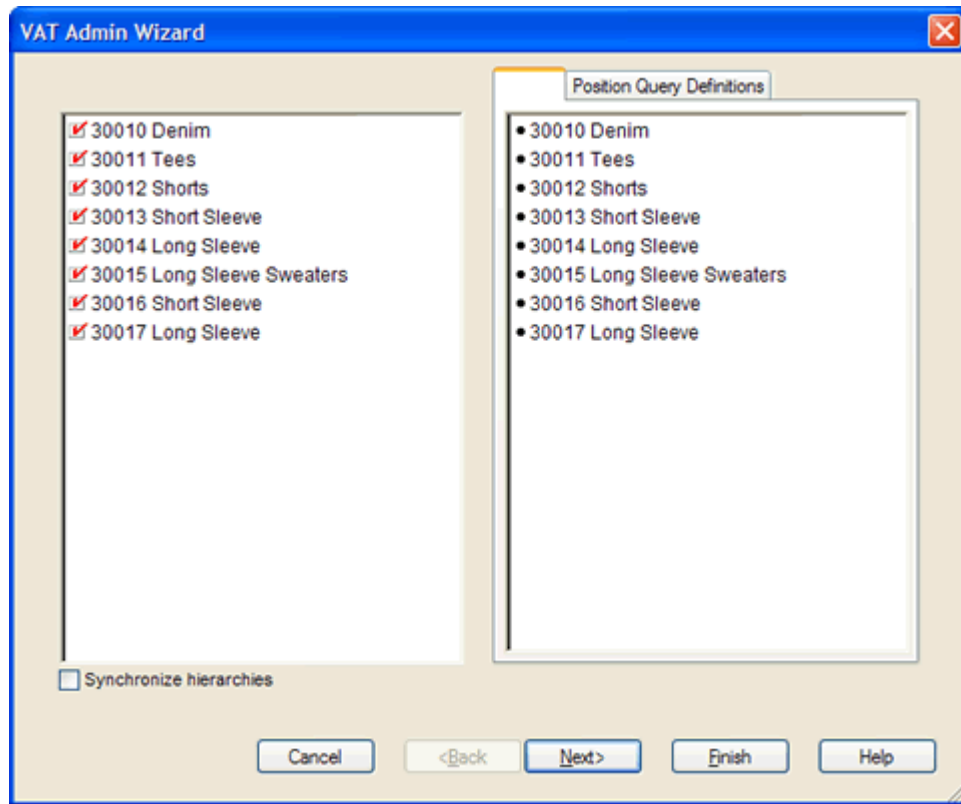 VAT Admin Wizard
Position Query Definitions
30010 Denim
30011 Tees
30012 Shorts
30013 Short Sleeve
30014 Long Sleeve
30015 Long Sleeve Sweaters
30016 Short Sleeve
30017 Long Sleeve
30010 Denim
30011 Tees
30012 Shorts
30013 Short Sleeve
30014 Long Sleeve
30015 Long Sleeve Sweaters
30016 Short Sleeve
30017 Long Sleeve
Synchronize hierarchies
Cancel <Back Next> Finish Help